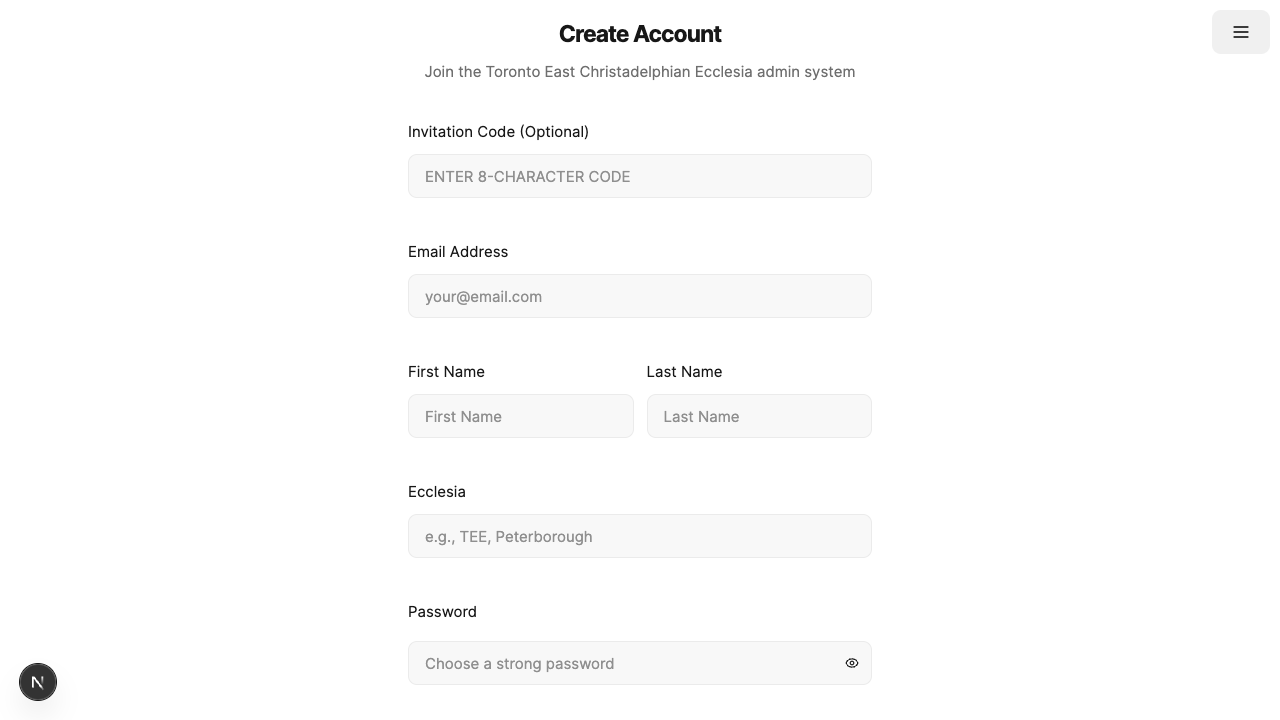 Create Account
Join the Toronto East Christadelphian Ecclesia admin system
Invitation Code (Optional)
ENTER 8-CHARACTER CODE
Email Address
your@email.com
First Name Last Name
First Name Last Name
Ecclesia
e.g., TEE, Peterborough
Password
Choose a strong password
N